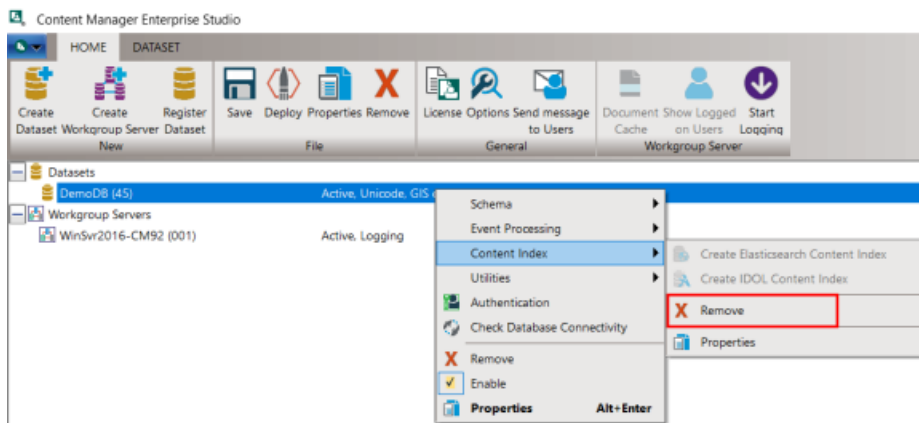 Content Manager Enterprise Studio
HOME DATASET
Create Create Register Save Deploy Properties Remove License Options Send message Document Show Logged Start
Dataset Workgroup Server Dataset to Users Cache on Users Logging
New File General Workgroup Server
Datasets
DemoDB (45) Active, Unicode, GIS
Workgroup Servers
WinSvr2016-CM92 (001) Active, Logging
Schema
Event Processing
Content Index
Utilities
Authentication
Check Database Connectivity
Remove
Enable
Properties Alt+Enter
Create Elasticsearch Content Index
Create IDOL Content Index
Remove
Properties